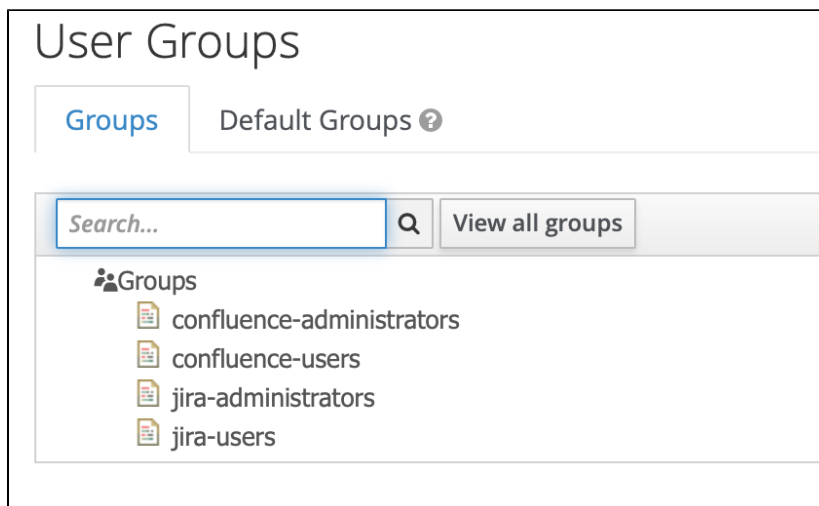 User Groups
Groups Default Groups
Search... View all groups
Groups
confluence-administrators
confluence-users
jira-administrators
jira-users